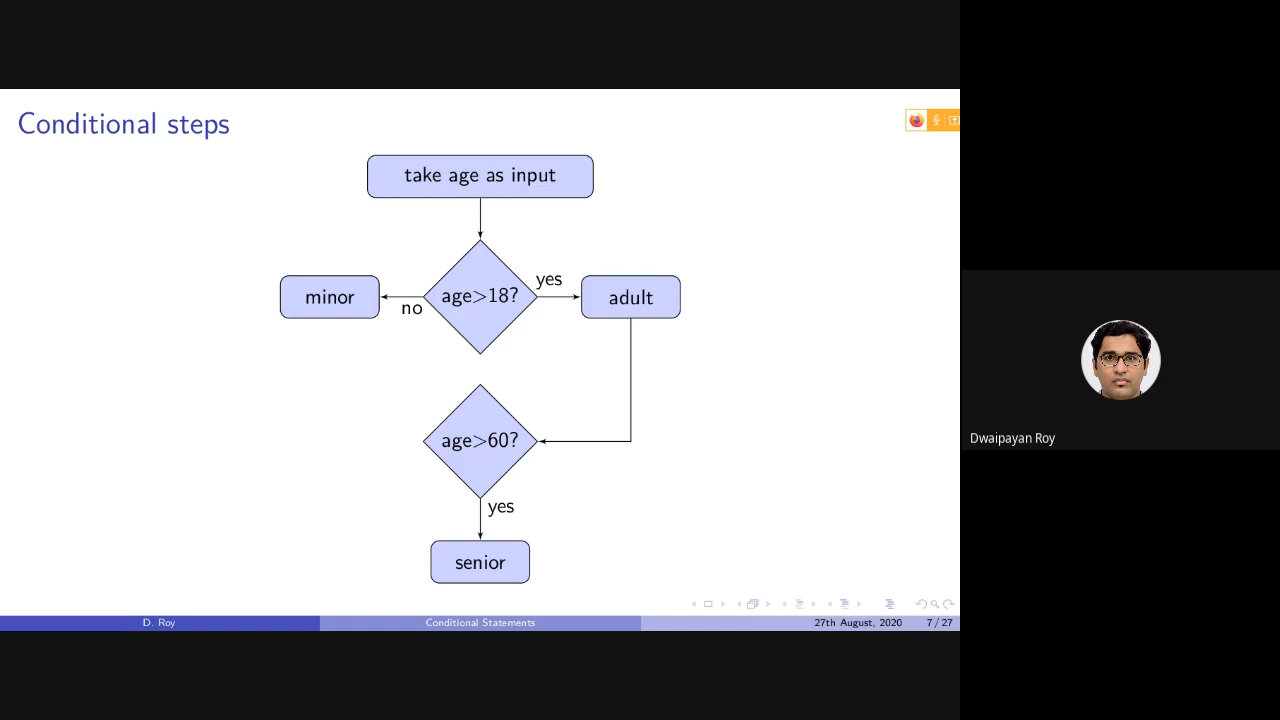 Conditional steps
take age as input
age>18?
yes
no
minor
adult
age>60?
yes
senior
D. Roy
Conditional Statements
27th August, 2020
7 / 27
Dwaipayan Roy